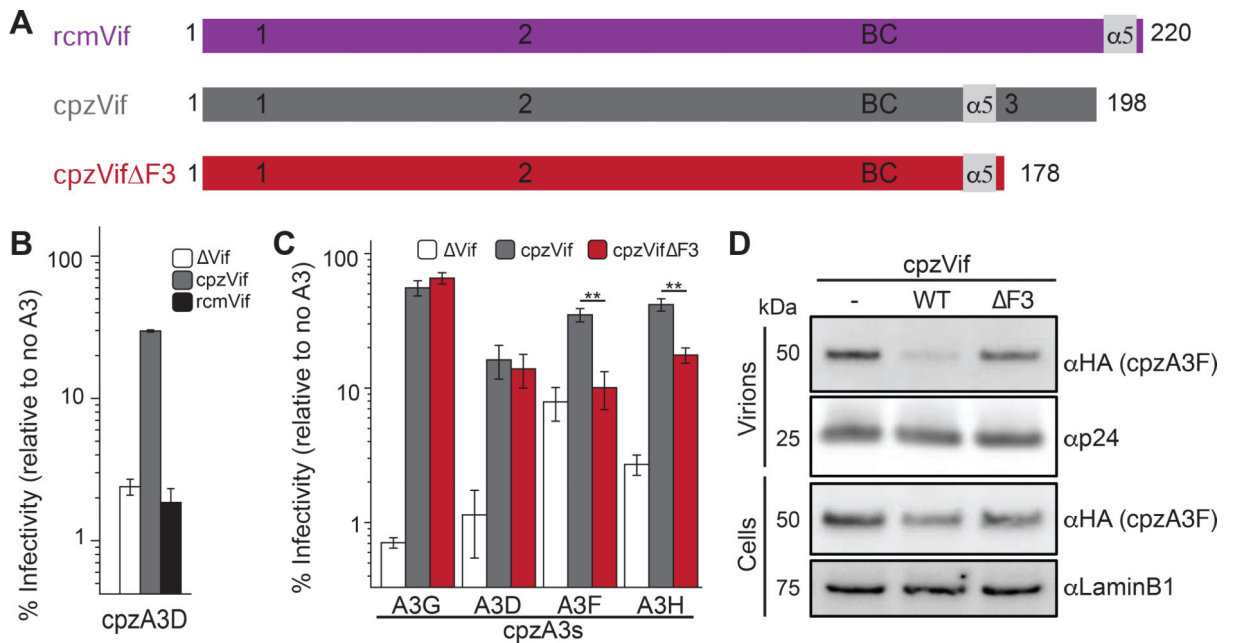 A
rcmVif 1 1 2 BC α5 220
cpzVif 1 1 2 BC α5 3 198
cpzVifΔF3 1 1 2 BC α5 178
B
% Infectivity (relative to no A3)
100
10
1
ΔVif
cpzVif
rcmVif
cpzA3D
C
% Infectivity (relative to no A3)
ΔVif cpzVif cpzVifΔF3
100
10
1
** **
A3G A3D A3F A3H
cpzA3s
D
cpzVif
kDa - WT ΔF3
Virions
50 αHA (cpzA3F)
25 αp24
Cells
50 αHA (cpzA3F)
75 αLaminB1